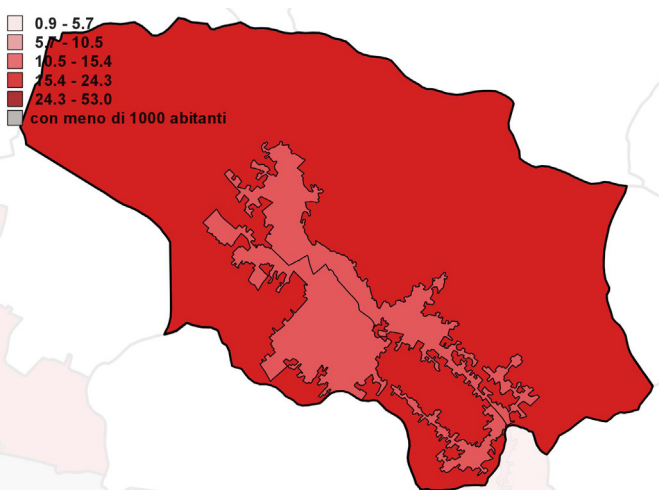 0.9 - 5.7
5.7 - 10.5
10.5 - 15.4
15.4 - 24.3
24.3 - 53.0
con meno di 1000 abitanti